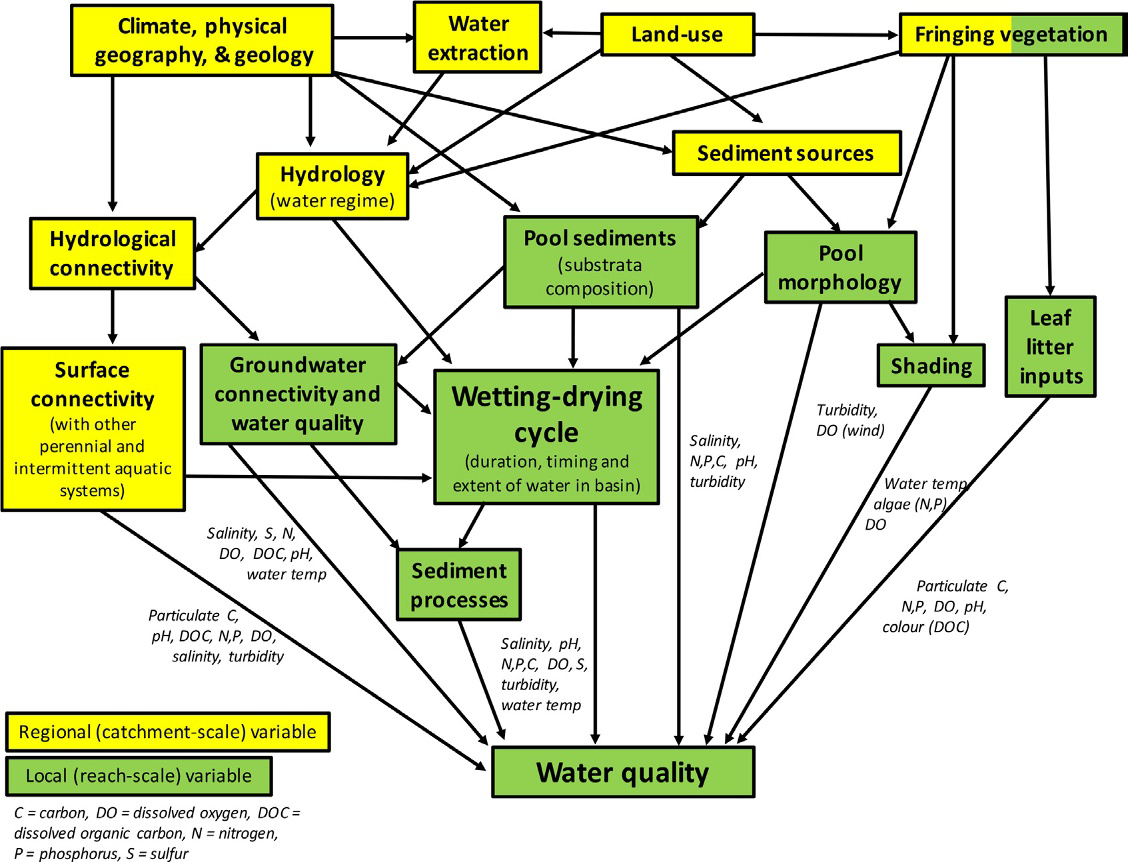 Climate, physical
geography, & geology
Water
extraction
Land-use
Fringing vegetation
Hydrology
(water regime)
Sediment sources
Hydrological
connectivity
Pool sediments
(substrata
composition)
Pool
morphology
Surface
connectivity
(with other
perennial and
intermittent aquatic
systems)
Groundwater
connectivity and
water quality
Wetting-drying
cycle
(duration, timing and
extent of water in basin)
Shading
Leaf
litter
inputs
Salinity,
N,P,C, pH,
turbidity
Turbidity,
DO (wind)
Water temp,
algae (N,P)
DO
Salinity, S, N,
DO, DOC, pH,
water temp
Sediment
processes
Particulate C,
N,P, DO, pH,
colour (DOC)
Particulate C,
pH, DOC, N,P, DO,
salinity, turbidity
Salinity, pH,
N,P,C, DO, S,
turbidity,
water temp
Water quality
Regional (catchment-scale) variable
Local (reach-scale) variable
C = carbon, DO = dissolved oxygen, DOC =
dissolved organic carbon, N = nitrogen,
P = phosphorus, S = sulfur